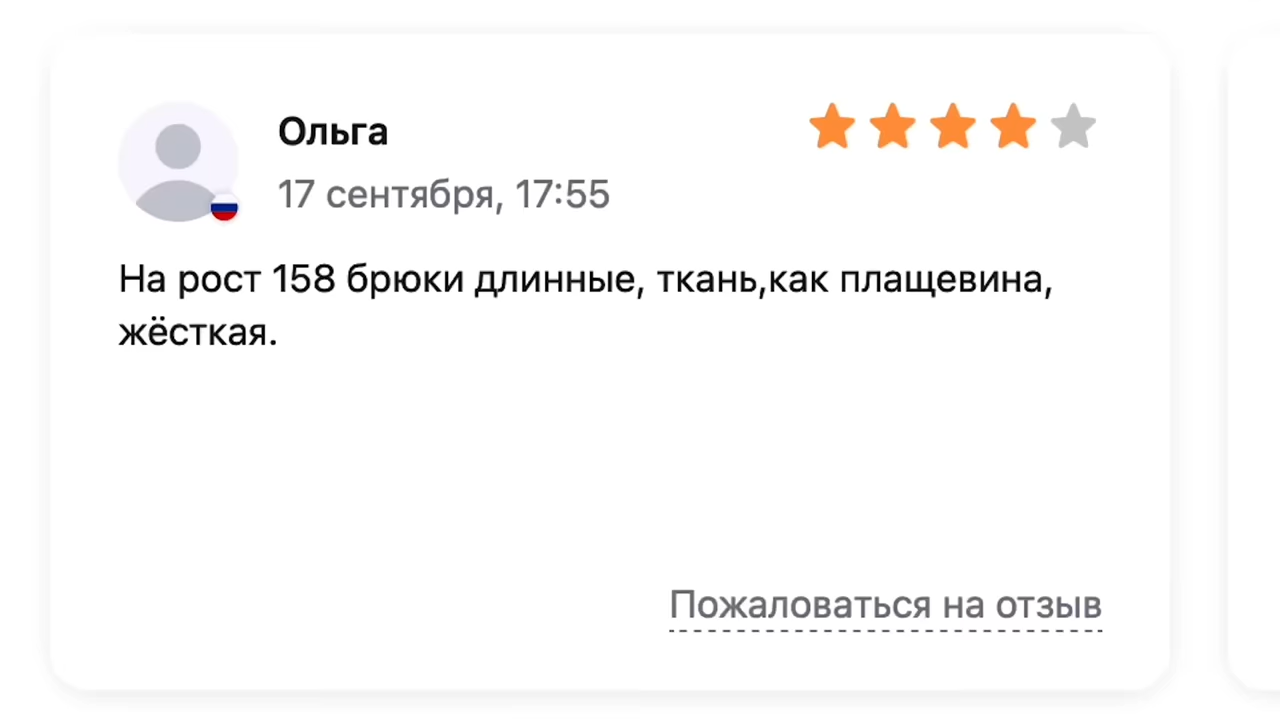 Ольга
17 сентября, 17:55
На рост 158 брюки длинные, ткань,как плащевина,
жёсткая.
Пожаловаться на отзыв